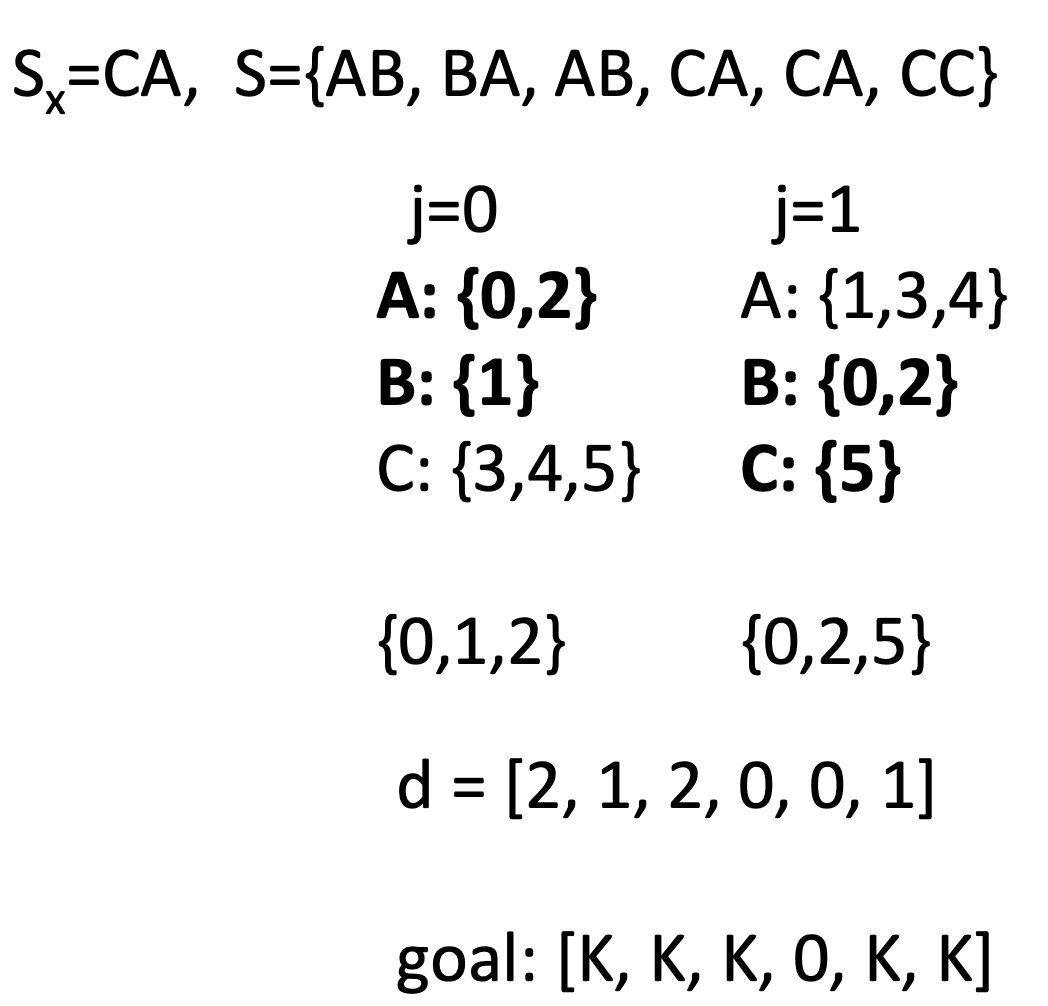 Sx=CA, S={AB, BA, AB, CA, CA, CC}
j=0 j=1
A: {0,2} A: {1,3,4}
B: {1} B: {0,2}
C: {3,4,5} C: {5}
{0,1,2} {0,2,5}
d = [2, 1, 2, 0, 0, 1]
goal: [K, K, K, 0, K, K]